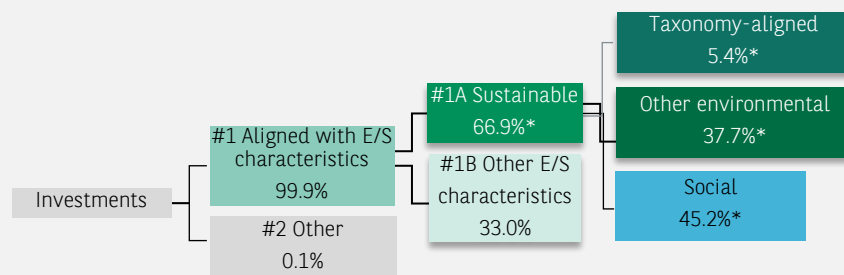 Investments
#1 Aligned with E/S
characteristics
99.9%
#2 Other
0.1%
#1A Sustainable
66.9%*
#1B Other E/S
characteristics
33.0%
Taxonomy-aligned
5.4%*
Other environmental
37.7%*
Social
45.2%*